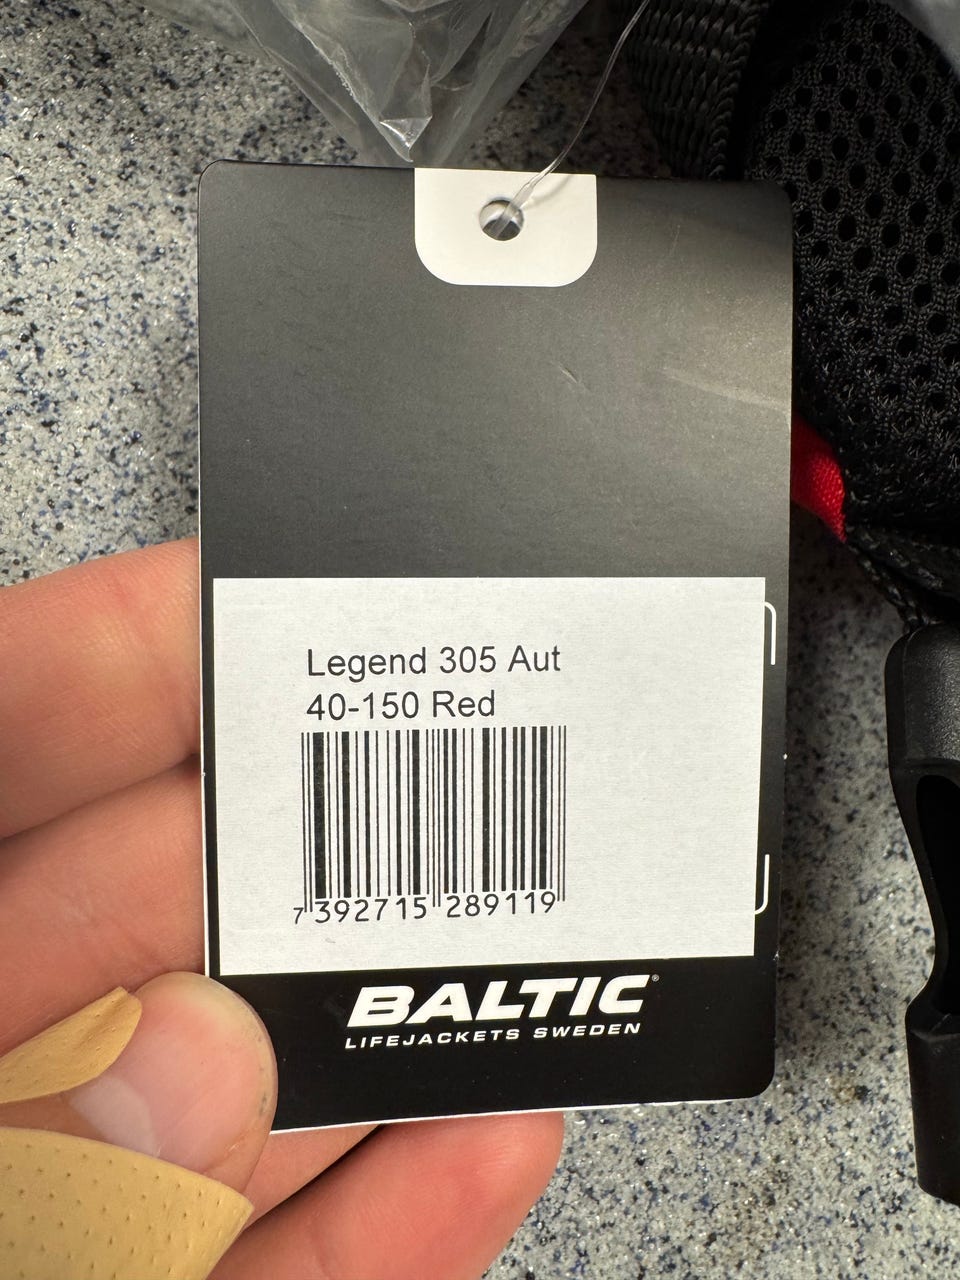 Legend 305 Aut
40-150 Red
7 392715 289119
BALTIC®
LIFEJACKETS SWEDEN